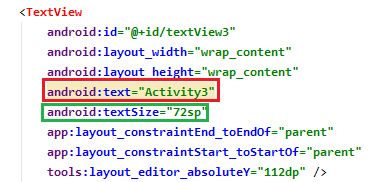 <TextView
android:id="@+id/textView3"
android:layout_width="wrap_content"
android:layout_height="wrap_content"
android:text="Activity3"
android:textSize="72sp"
app:layout_constraintEnd_toEndOf="parent"
app:layout_constraintStart_toStartOf="parent"
tools:layout_editor_absoluteY="112dp" />